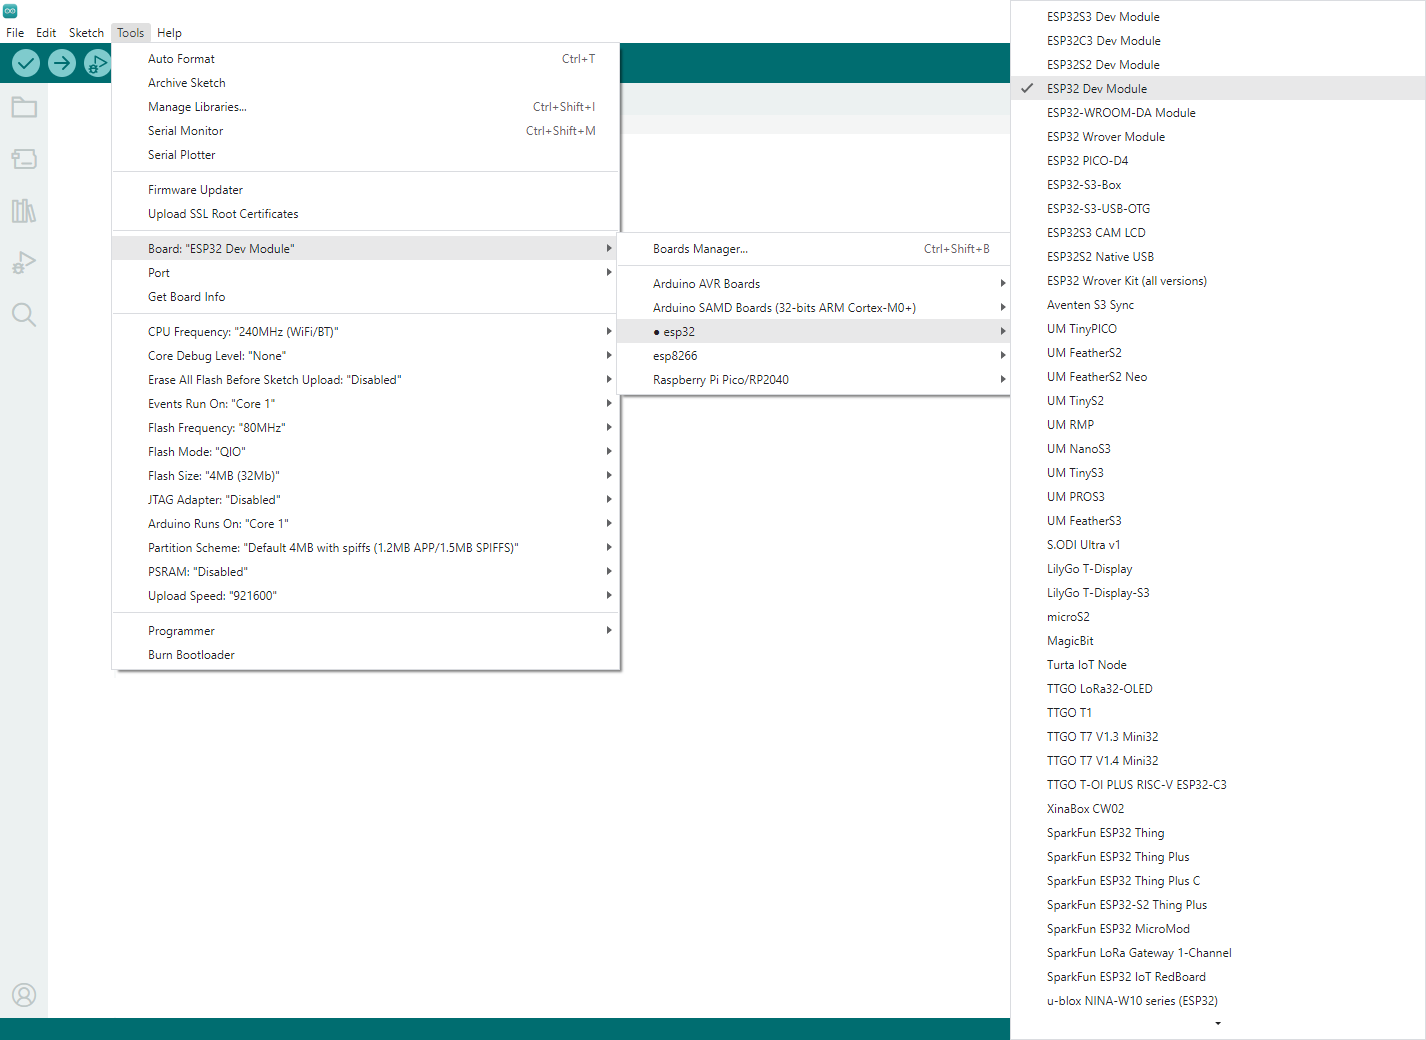 File Edit Sketch Tools Help
Auto Format Ctrl+T
Archive Sketch
Manage Libraries... Ctrl+Shift+I
Serial Monitor Ctrl+Shift+M
Serial Plotter
Firmware Updater
Upload SSL Root Certificates
Board: "ESP32 Dev Module"
Port
Get Board Info
CPU Frequency: "240MHz (WiFi/BT)"
Core Debug Level: "None"
Erase All Flash Before Sketch Upload: "Disabled"
Events Run On: "Core 1"
Flash Frequency: "80MHz"
Flash Mode: "QIO"
Flash Size: "4MB (32Mb)"
JTAG Adapter: "Disabled"
Arduino Runs On: "Core 1"
Partition Scheme: "Default 4MB with spiffs (1.2MB APP/1.5MB SPIFFS)"
PSRAM: "Disabled"
Upload Speed: "921600"
Programmer
Burn Bootloader
Boards Manager... Ctrl+Shift+B
Arduino AVR Boards
Arduino SAMD Boards (32-bits ARM Cortex-M0+)
● esp32
esp8266
Raspberry Pi Pico/RP2040
ESP32S3 Dev Module
ESP32C3 Dev Module
ESP32S2 Dev Module
ESP32 Dev Module
ESP32-WROOM-DA Module
ESP32 Wrover Module
ESP32 PICO-D4
ESP32-S3-Box
ESP32-S3-USB-OTG
ESP32S3 CAM LCD
ESP32S2 Native USB
ESP32 Wrover Kit (all versions)
Aventen S3 Sync
UM TinyPICO
UM FeatherS2
UM FeatherS2 Neo
UM TinyS2
UM RMP
UM NanoS3
UM TinyS3
UM PROS3
UM FeatherS3
S.ODI Ultra v1
LilyGo T-Display
LilyGo T-Display-S3
microS2
MagicBit
Turta IoT Node
TTGO LoRa32-OLED
TTGO T1
TTGO T7 V1.3 Mini32
TTGO T7 V1.4 Mini32
TTGO T-OI PLUS RISC-V ESP32-C3
XinaBox CW02
SparkFun ESP32 Thing
SparkFun ESP32 Thing Plus
SparkFun ESP32 Thing Plus C
SparkFun ESP32-S2 Thing Plus
SparkFun ESP32 MicroMod
SparkFun LoRa Gateway 1-Channel
SparkFun ESP32 IoT RedBoard
u-blox NINA-W10 series (ESP32)